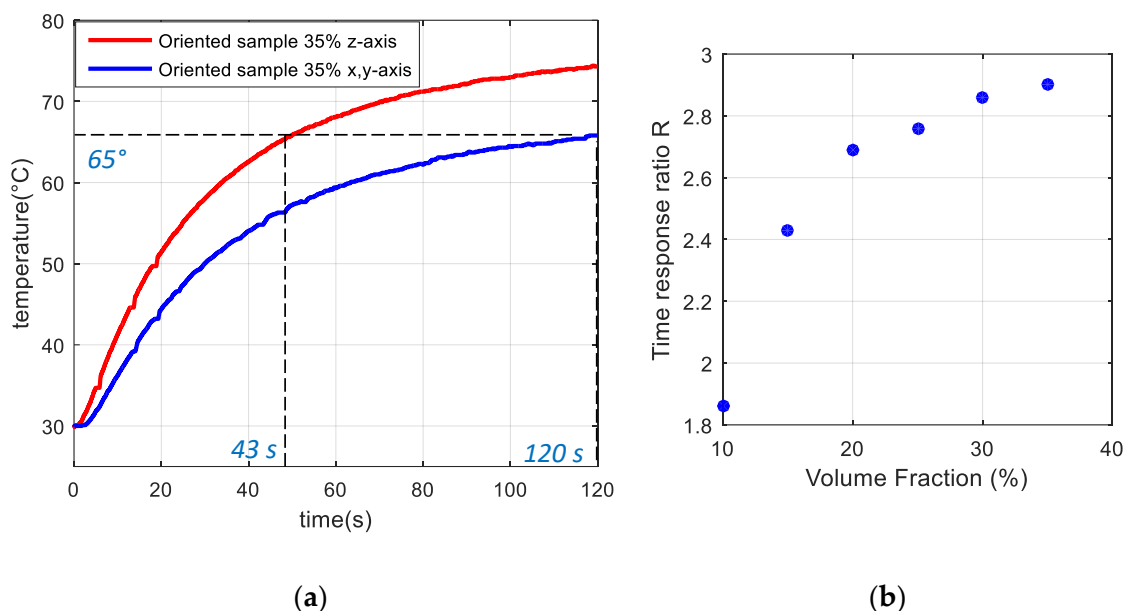 80
70
60
50
40
30
temperature(°C)
Oriented sample 35% z-axis
Oriented sample 35% x,y-axis
65°
43 s
120 s
0 20 40 60 80 100 120
time(s)
(a)
3
2.8
2.6
2.4
2.2
2
1.8
Time response ratio R
10 20 30 40
Volume Fraction (%)
(b)